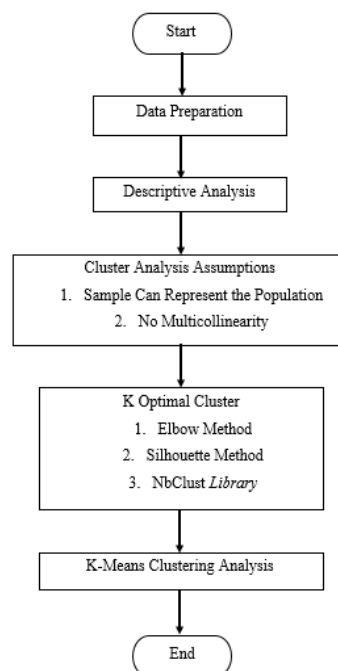 Start
Data Preparation
Descriptive Analysis
Cluster Analysis Assumptions
1. Sample Can Represent the Population
2. No Multicollinearity
K Optimal Cluster
1. Elbow Method
2. Silhouette Method
3. NbClust Library
K-Means Clustering Analysis
End